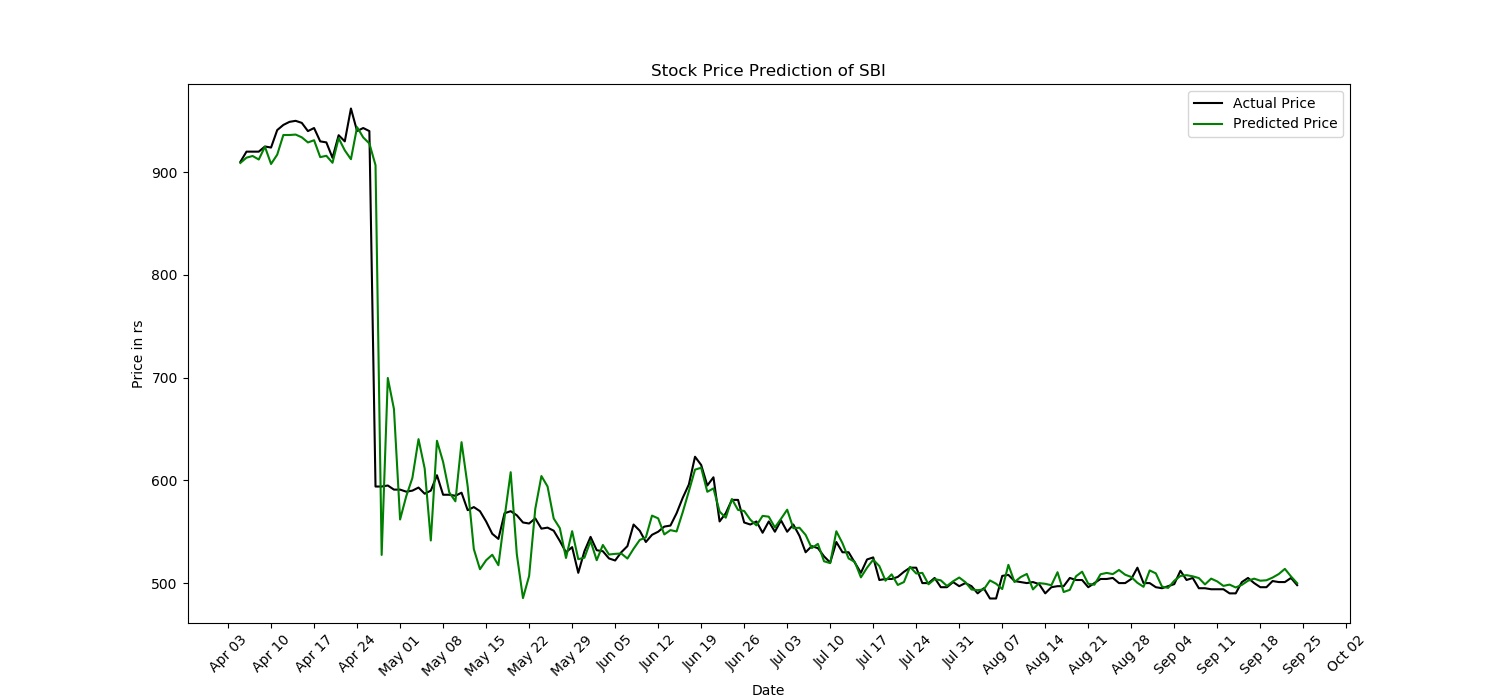 Stock Price Prediction of SBI
Actual Price
Predicted Price
Price in rs
900
800
700
600
500
Apr 03
Apr 10
Apr 17
Apr 24
May 01
May 08
May 15
May 22
May 29
Jun 05
Jun 12
Jun 19
Jun 26
Jul 03
Jul 10
Jul 17
Jul 24
Jul 31
Aug 07
Aug 14
Aug 21
Aug 28
Sep 04
Sep 11
Sep 18
Sep 25
Oct 02
Date